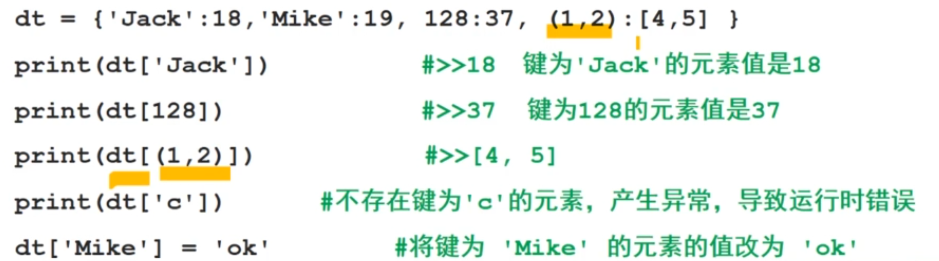 dt = {'Jack':18,'Mike':19, 128:37, (1,2):[4,5] }
print(dt['Jack']) #>>18 键为'Jack'的元素值是18
print(dt[128]) #>>37 键为128的元素值是37
print(dt[(1,2)]) #>>[4, 5]
print(dt['c']) #不存在键为'c'的元素，产生异常，导致运行时错误
dt['Mike'] = 'ok' #将键为 'Mike' 的元素的值改为 'ok'